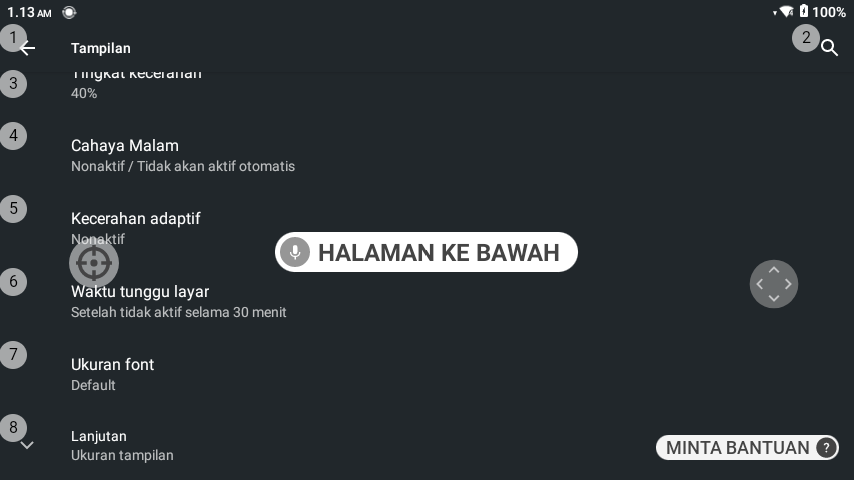 1.13 AM
100%
1
Tampilan
2
3
Tingkat kecerahan
40%
4
Cahaya Malam
Nonaktif / Tidak akan aktif otomatis
5
Kecerahan adaptif
Nonaktif
HALAMAN KE BAWAH
6
Waktu tunggu layar
Setelah tidak aktif selama 30 menit
7
Ukuran font
Default
8
Lanjutan
Ukuran tampilan
MINTA BANTUAN ?